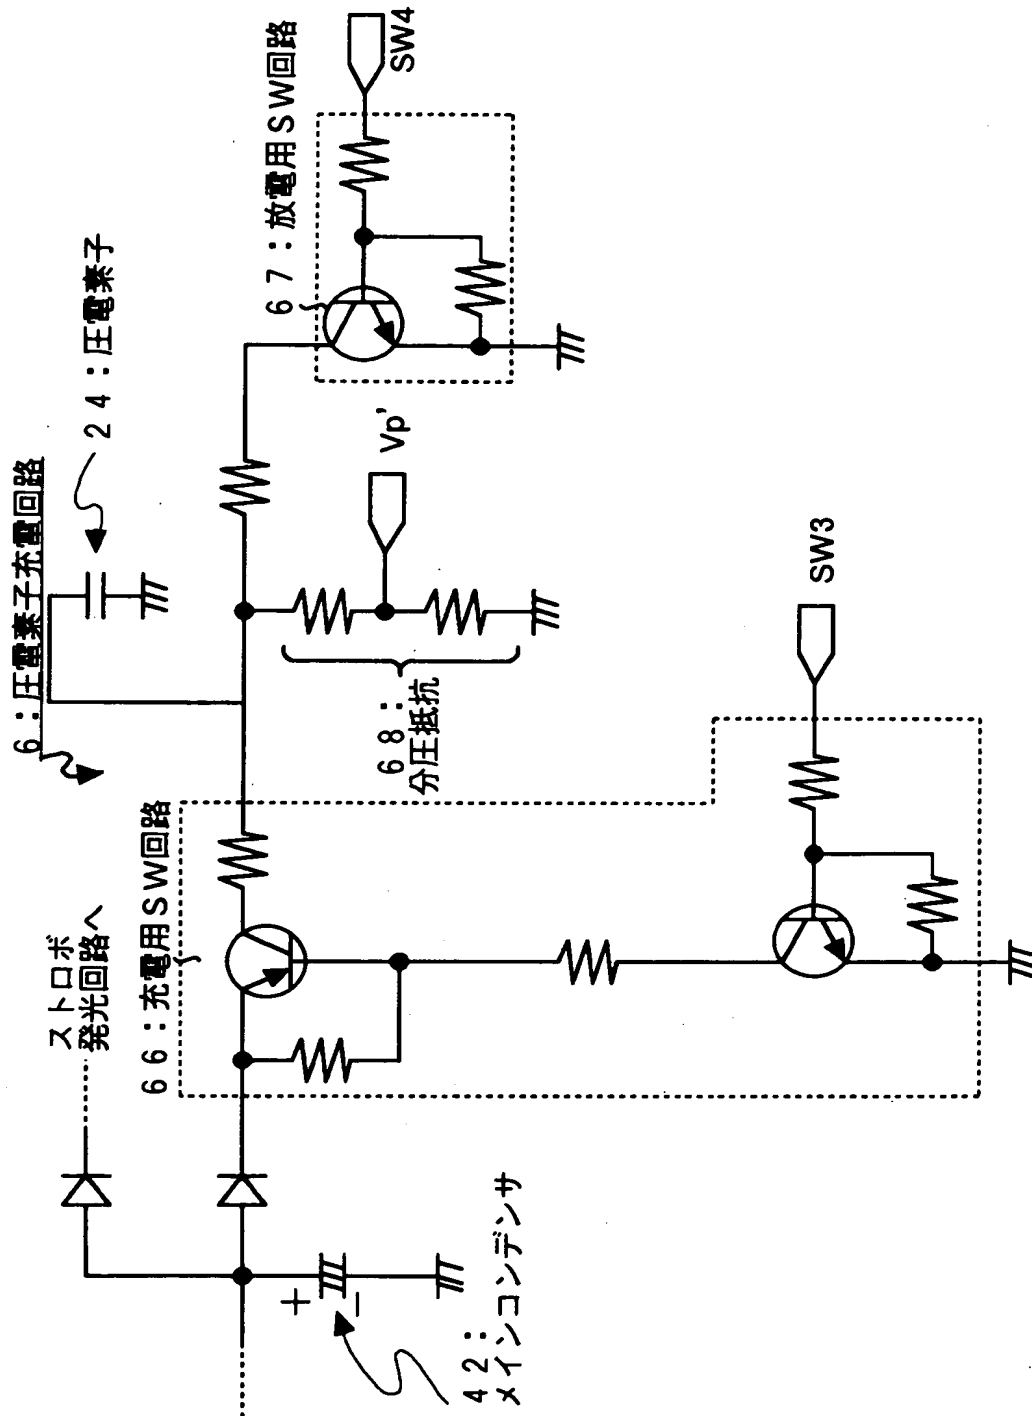 6：圧電素子充電回路
24：圧電素子
ストロボ
発光回路へ
66：充電用SW回路
67：放電用SW回路
SW4
Vp'
68：
分圧抵抗
SW3
+
−
42：
メインコンデンサ